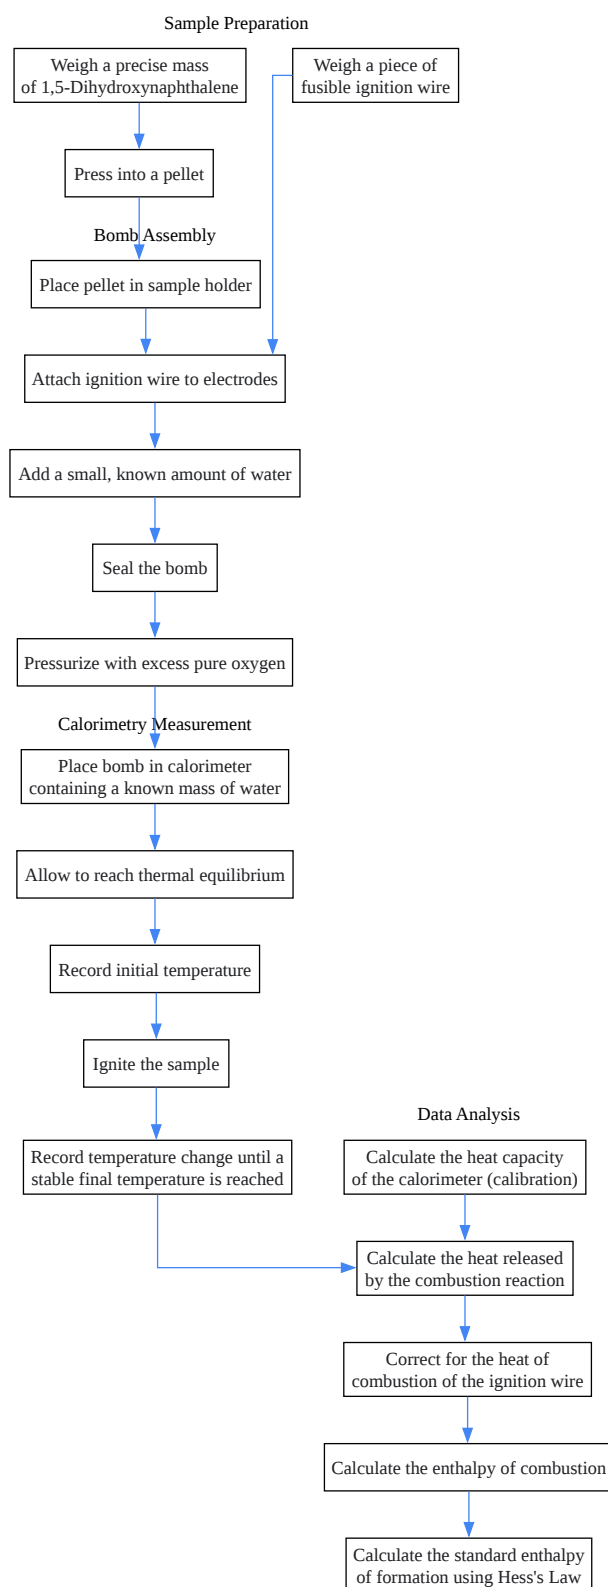 Sample Preparation
Weigh a precise mass
of 1,5-Dihydroxynaphthalene
Weigh a piece of
fusible ignition wire
Press into a pellet
Bomb Assembly
Place pellet in sample holder
Attach ignition wire to electrodes
Add a small, known amount of water
Seal the bomb
Pressurize with excess pure oxygen
Calorimetry Measurement
Place bomb in calorimeter
containing a known mass of water
Allow to reach thermal equilibrium
Record initial temperature
Ignite the sample
Record temperature change until a
stable final temperature is reached
Data Analysis
Calculate the heat capacity
of the calorimeter (calibration)
Calculate the heat released
by the combustion reaction
Correct for the heat of
combustion of the ignition wire
Calculate the enthalpy of combustion
Calculate the standard enthalpy
of formation using Hess's Law